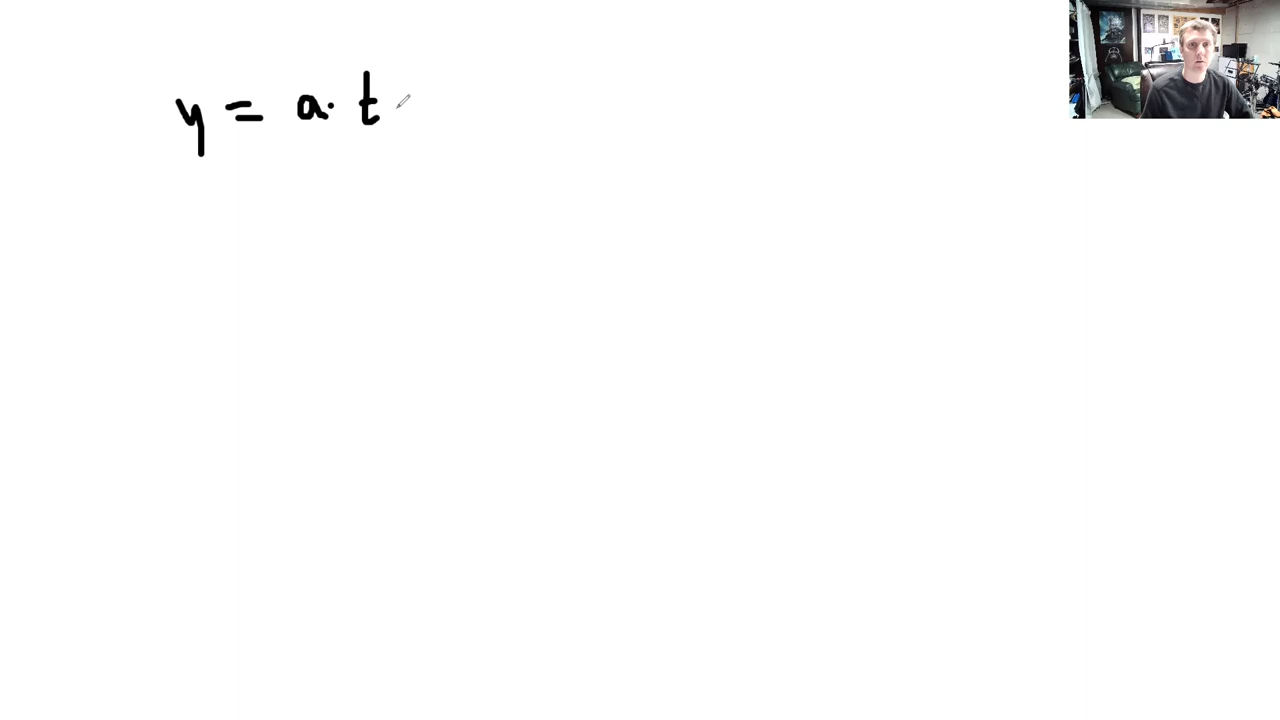 y = a · t